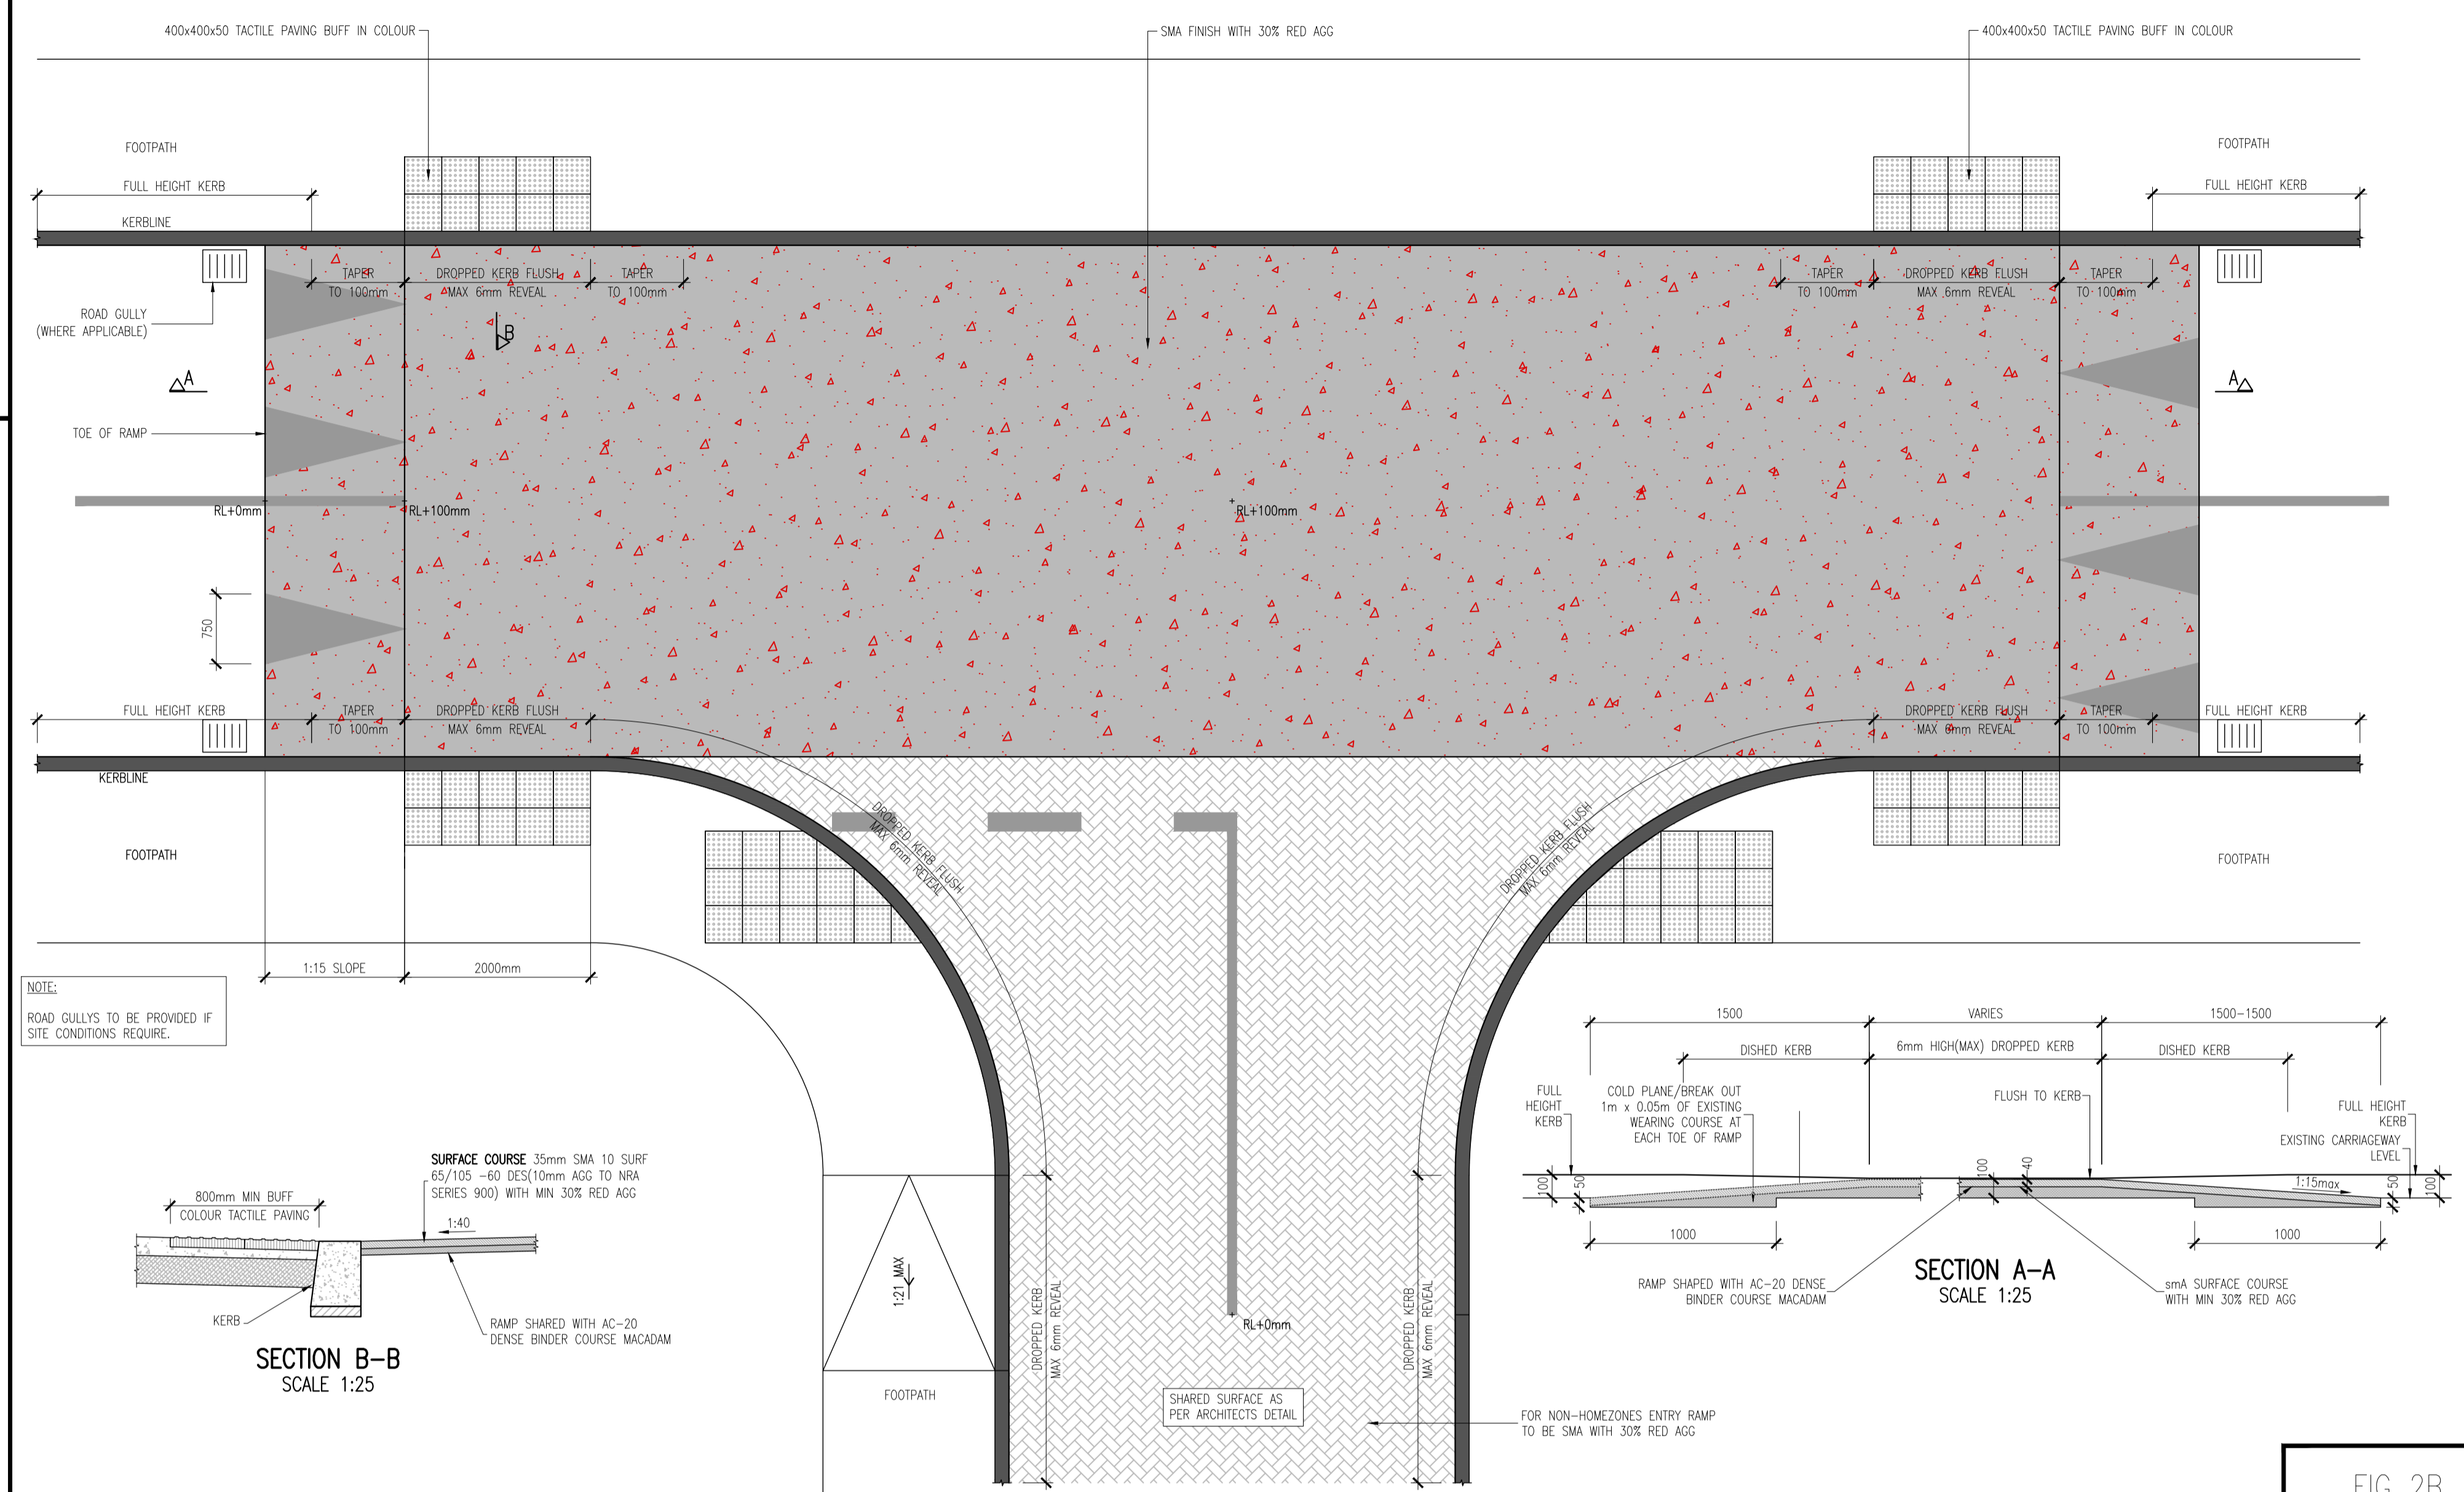 400x400x50 TACTILE PAVING BUFF IN COLOUR
SMA FINISH WITH 30% RED AGG
400x400x50 TACTILE PAVING BUFF IN COLOUR
FOOTPATH
FOOTPATH
FULL HEIGHT KERB
FULL HEIGHT KERB
KERBLINE
TAPER
TO 100mm
DROPPED KERB FLUSH
MAX 6mm REVEAL
TAPER
TO 100mm
TAPER
TO 100mm
DROPPED KERB FLUSH
MAX 6mm REVEAL
TAPER
TO 100mm
ROAD GULLY
(WHERE APPLICABLE)
B
A
A
TOE OF RAMP
RL+0mm
RL+100mm
RL+100mm
750
FULL HEIGHT KERB
TAPER
TO 100mm
DROPPED KERB FLUSH
MAX 6mm REVEAL
DROPPED KERB FLUSH
MAX 6mm REVEAL
TAPER
TO 100mm
FULL HEIGHT KERB
KERBLINE
FOOTPATH
DROPPED KERB FLUSH
MAX 6mm REVEAL
DROPPED KERB FLUSH
MAX 6mm REVEAL
FOOTPATH
1:15 SLOPE
2000mm
NOTE:
ROAD GULLYS TO BE PROVIDED IF
SITE CONDITIONS REQUIRE.
1500
VARIES
1500-1500
DISHED KERB
6mm HIGH(MAX) DROPPED KERB
DISHED KERB
FULL
HEIGHT
KERB
COLD PLANE/BREAK OUT
1m x 0.05m OF EXISTING
WEARING COURSE AT
EACH TOE OF RAMP
FLUSH TO KERB
FULL HEIGHT
KERB
EXISTING CARRIAGEWAY
LEVEL
100
50
100
40
1:15max
50
100
1000
1000
RAMP SHAPED WITH AC-20 DENSE
BINDER COURSE MACADAM
SECTION A-A
SCALE 1:25
smA SURFACE COURSE
WITH MIN 30% RED AGG
SURFACE COURSE 35mm SMA 10 SURF
65/105 -60 DES(10mm AGG TO NRA
SERIES 900) WITH MIN 30% RED AGG
800mm MIN BUFF
COLOUR TACTILE PAVING
1:40
KERB
RAMP SHARED WITH AC-20
DENSE BINDER COURSE MACADAM
SECTION B-B
SCALE 1:25
1:21 MAX
FOOTPATH
DROPPED KERB
MAX 6mm REVEAL
RL+0mm
DROPPED KERB
MAX 6mm REVEAL
SHARED SURFACE AS
PER ARCHITECTS DETAIL
FOR NON-HOMEZONES ENTRY RAMP
TO BE SMA WITH 30% RED AGG
FIG 2B